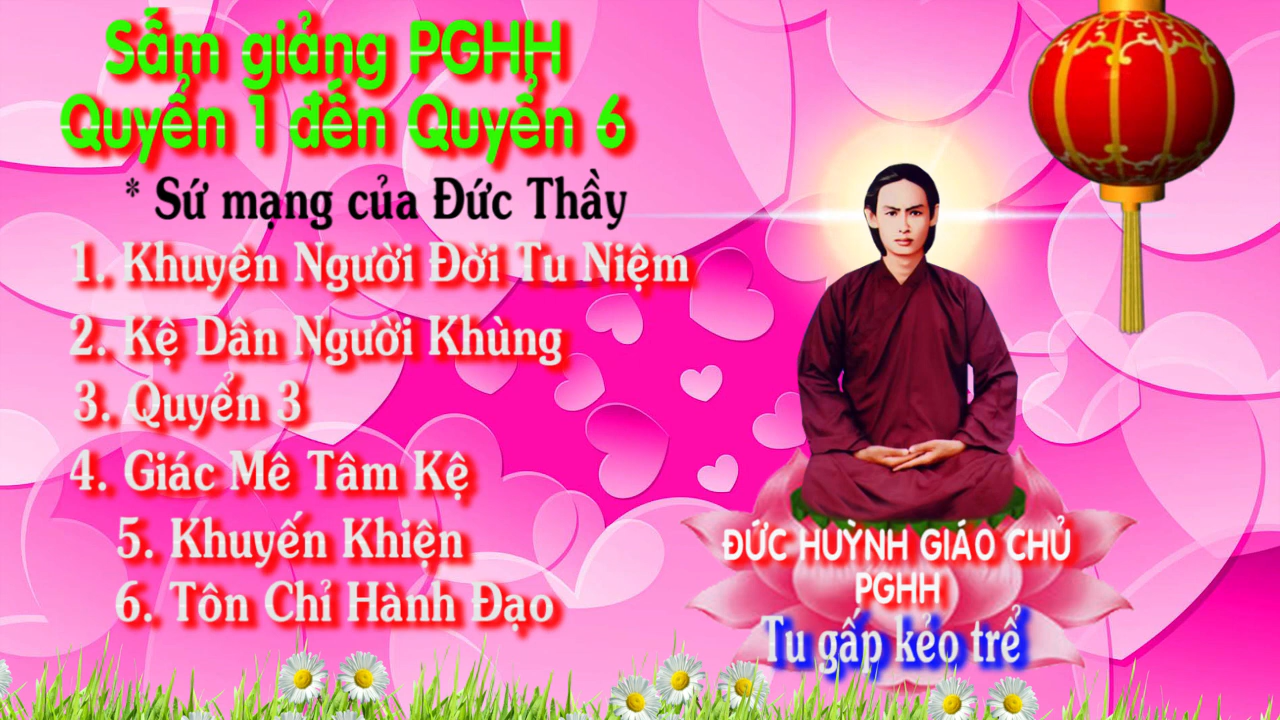 Sấm giảng PGHH
Quyển 1 đến Quyển 6
* Sứ mạng của Đức Thầy
1. Khuyên Người Đời Tu Niệm
2. Kệ Dân Người Khùng
3. Quyển 3
4. Giác Mê Tâm Kệ
5. Khuyến Khiện
6. Tôn Chỉ Hành Đạo
ĐỨC HUỲNH GIÁO CHỦ
PGHH
Tu gấp kẻo trể